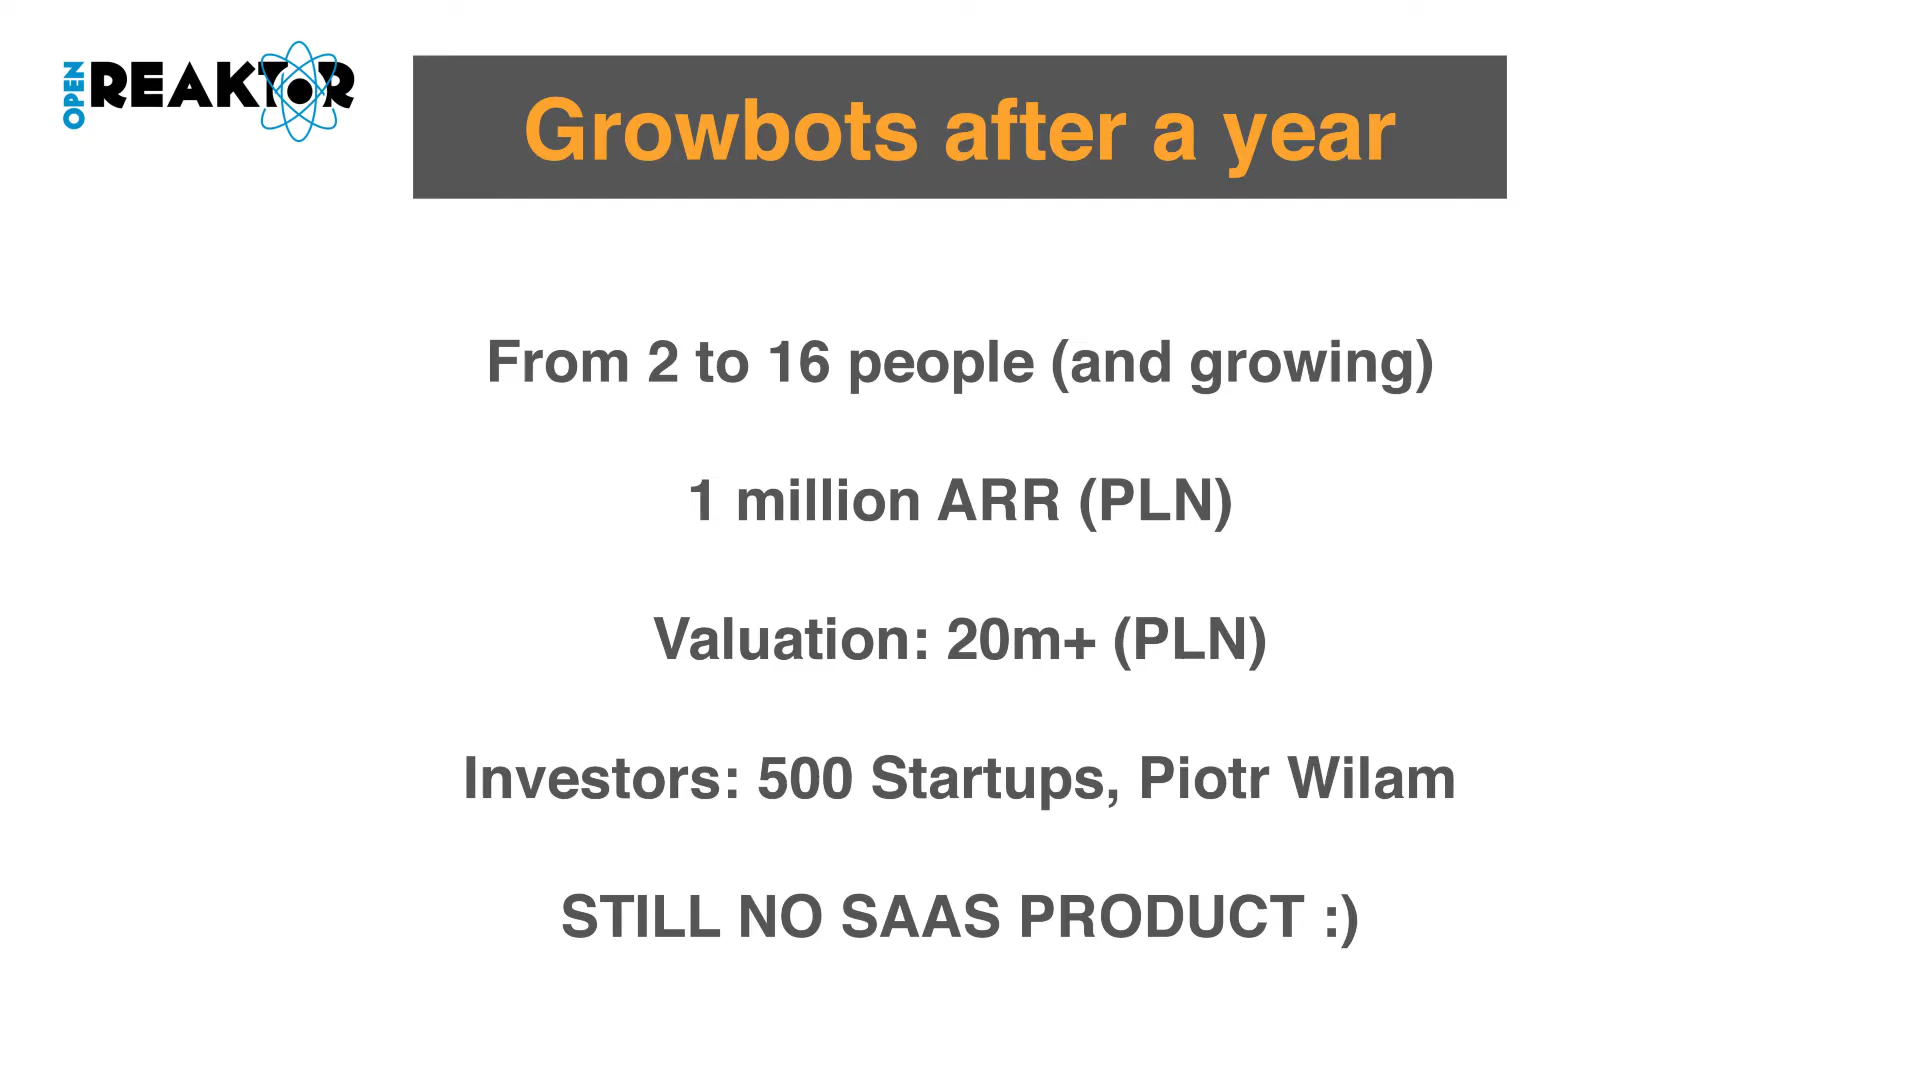 OPEN REAKTOR
Growbots after a year
From 2 to 16 people (and growing)
1 million ARR (PLN)
Valuation: 20m+ (PLN)
Investors: 500 Startups, Piotr Wilam
STILL NO SAAS PRODUCT :)